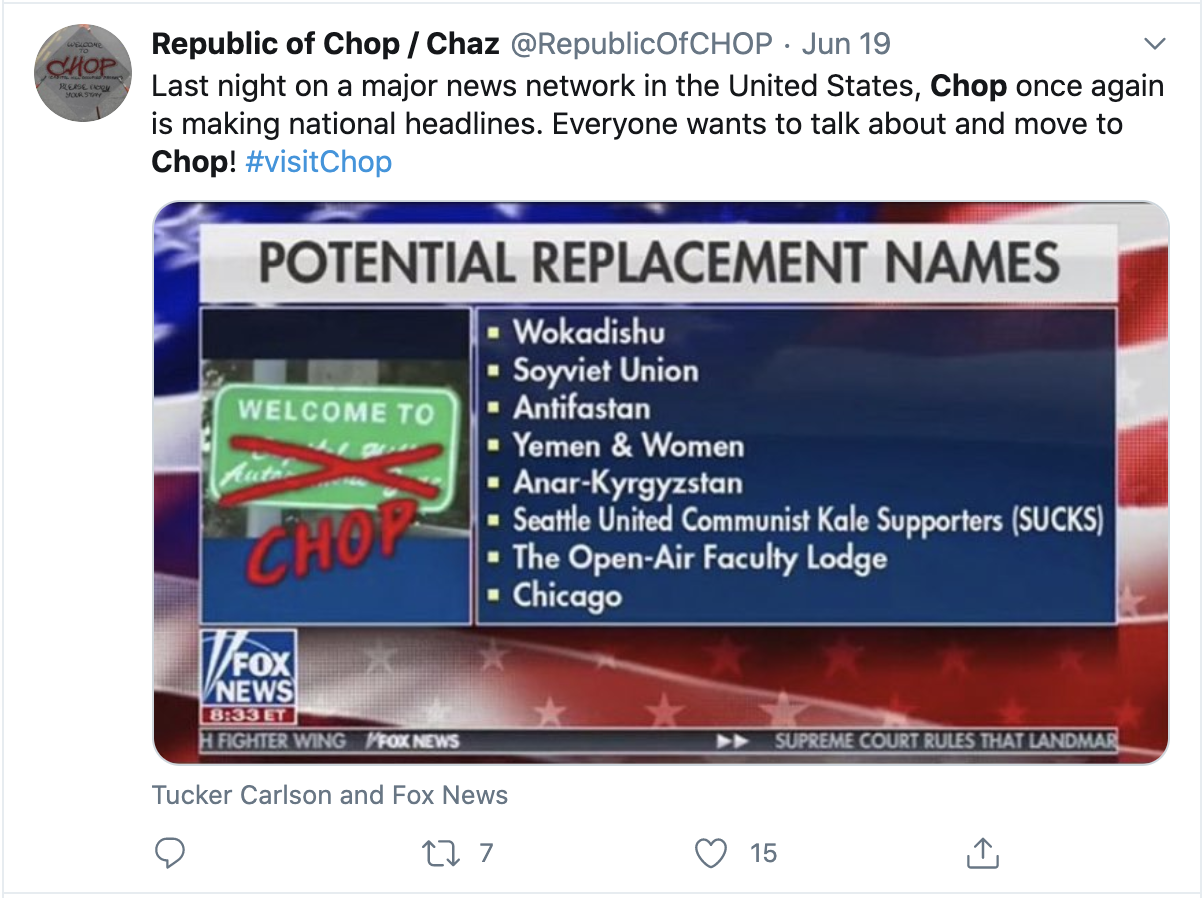 Republic of Chop / Chaz @RepublicOfCHOP · Jun 19
Last night on a major news network in the United States, Chop once again
is making national headlines. Everyone wants to talk about and move to
Chop! #visitChop
WELCOME
TO
CHOP
POTENTIAL REPLACEMENT NAMES
WELCOME TO
CHOP
▪ Wokadishu
▪ Soyviet Union
▪ Antifastan
▪ Yemen & Women
▪ Anar-Kyrgyzstan
▪ Seattle United Communist Kale Supporters (SUCKS)
▪ The Open-Air Faculty Lodge
▪ Chicago
FOX
NEWS
8:33 ET
H FIGHTER WING FOX NEWS ▶▶ SUPREME COURT RULES THAT LANDMAR
Tucker Carlson and Fox News
7 15